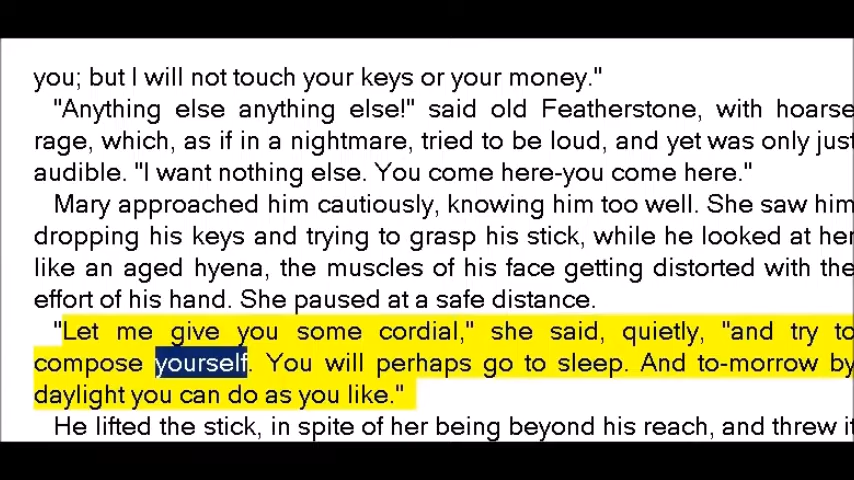 you; but I will not touch your keys or your money."
"Anything else anything else!" said old Featherstone, with hoarse
rage, which, as if in a nightmare, tried to be loud, and yet was only just
audible. "I want nothing else. You come here-you come here."
Mary approached him cautiously, knowing him too well. She saw him
dropping his keys and trying to grasp his stick, while he looked at her
like an aged hyena, the muscles of his face getting distorted with the
effort of his hand. She paused at a safe distance.
"Let me give you some cordial," she said, quietly, "and try to
compose yourself. You will perhaps go to sleep. And to-morrow by
daylight you can do as you like."
He lifted the stick, in spite of her being beyond his reach, and threw it